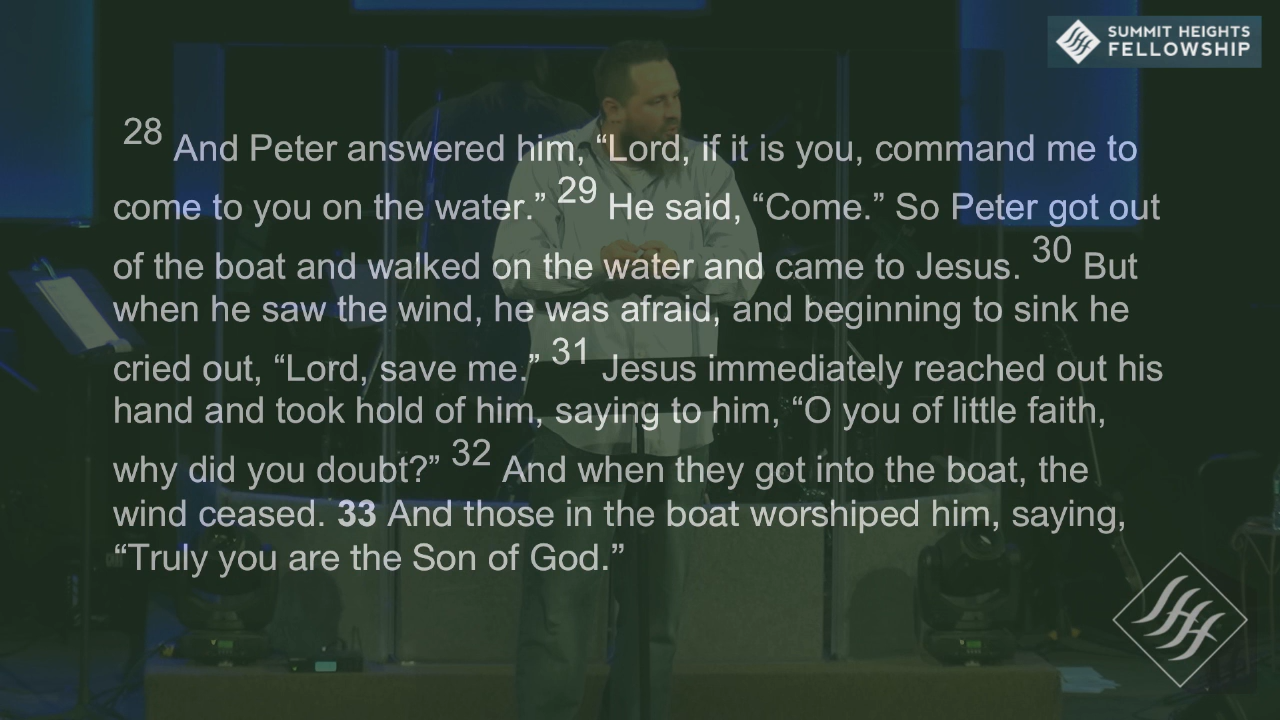 SUMMIT HEIGHTS
FELLOWSHIP
28 And Peter answered him, “Lord, if it is you, command me to
come to you on the water.” 29 He said, “Come.” So Peter got out
of the boat and walked on the water and came to Jesus. 30 But
when he saw the wind, he was afraid, and beginning to sink he
cried out, “Lord, save me.” 31 Jesus immediately reached out his
hand and took hold of him, saying to him, “O you of little faith,
why did you doubt?” 32 And when they got into the boat, the
wind ceased. 33 And those in the boat worshiped him, saying,
“Truly you are the Son of God.”